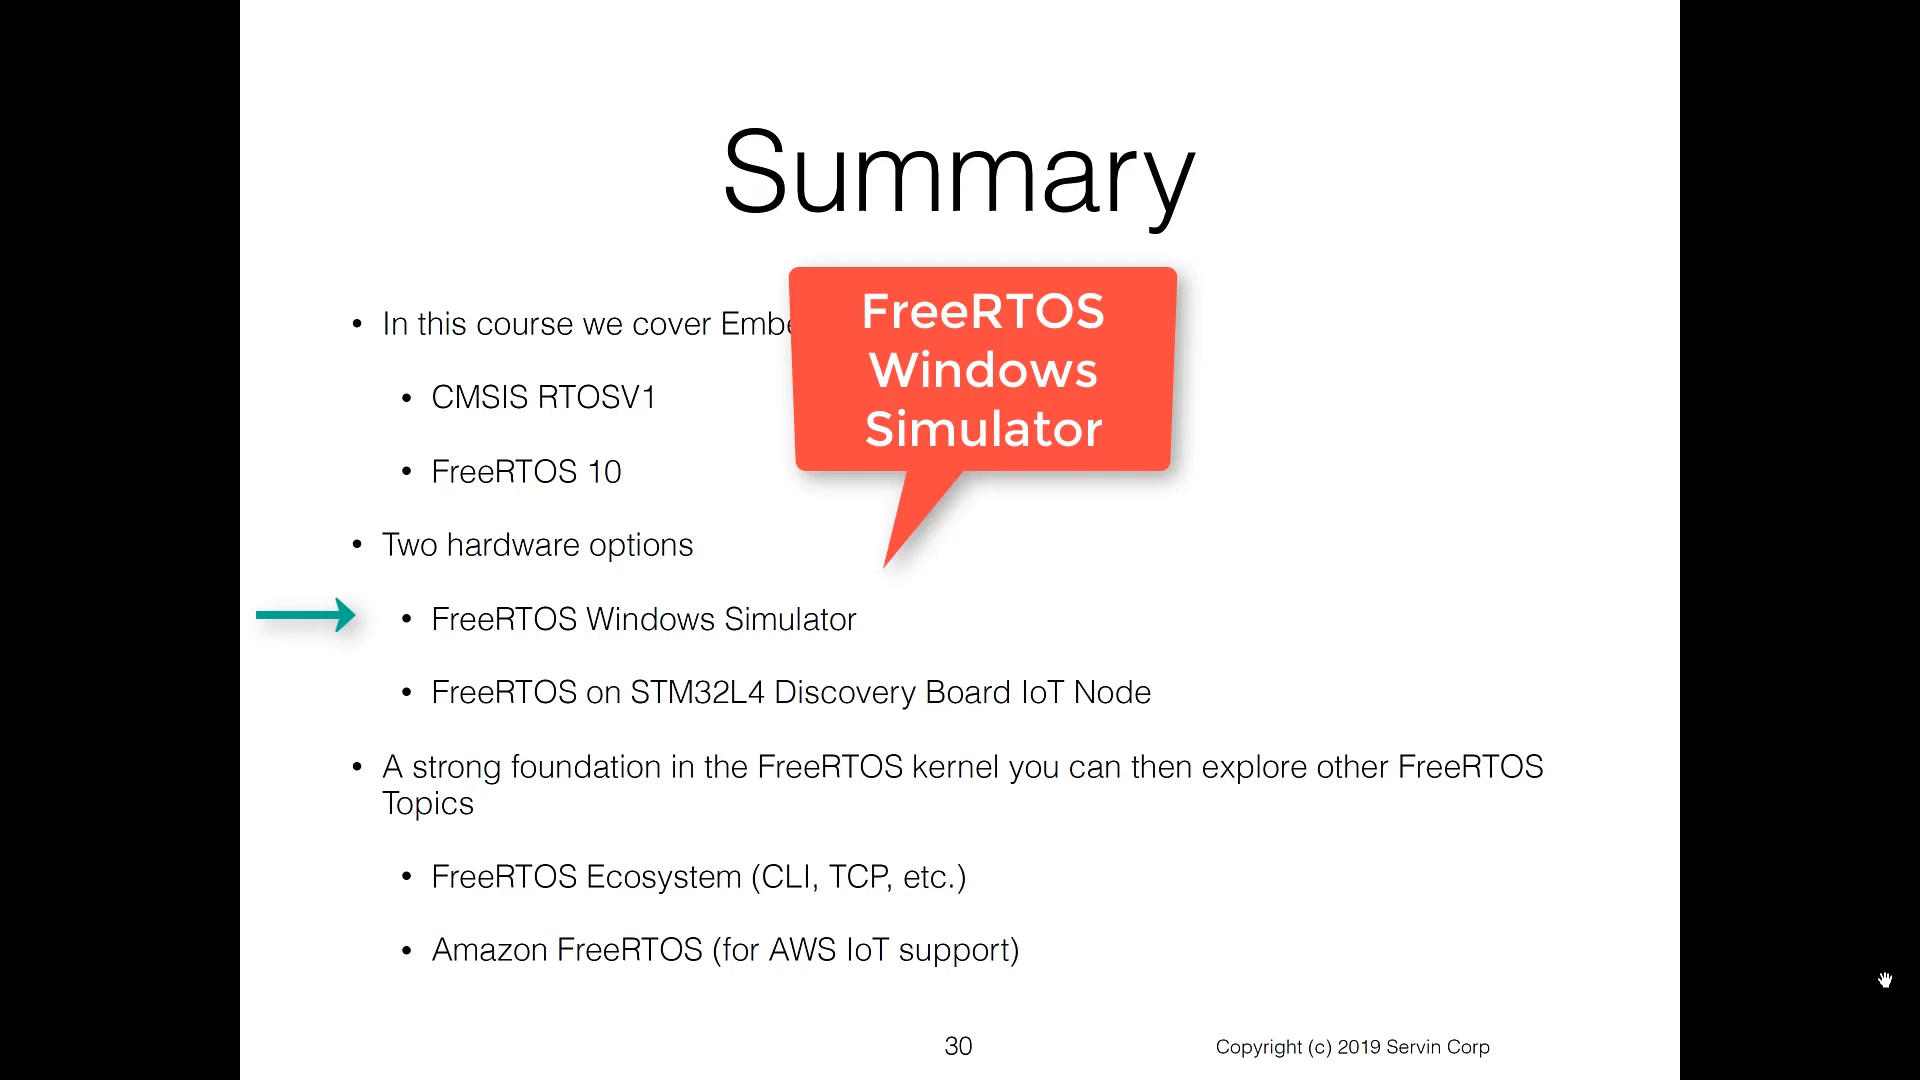 Summary
• In this course we cover
FreeRTOS
Windows
Simulator
• CMSIS RTOSV1
• FreeRTOS 10
• Two hardware options
• FreeRTOS Windows Simulator
• FreeRTOS on STM32L4 Discovery Board IoT Node
• A strong foundation in the FreeRTOS kernel you can then explore other FreeRTOS
Topics
• FreeRTOS Ecosystem (CLI, TCP, etc.)
• Amazon FreeRTOS (for AWS IoT support)
30
Copyright (c) 2019 Servin Corp